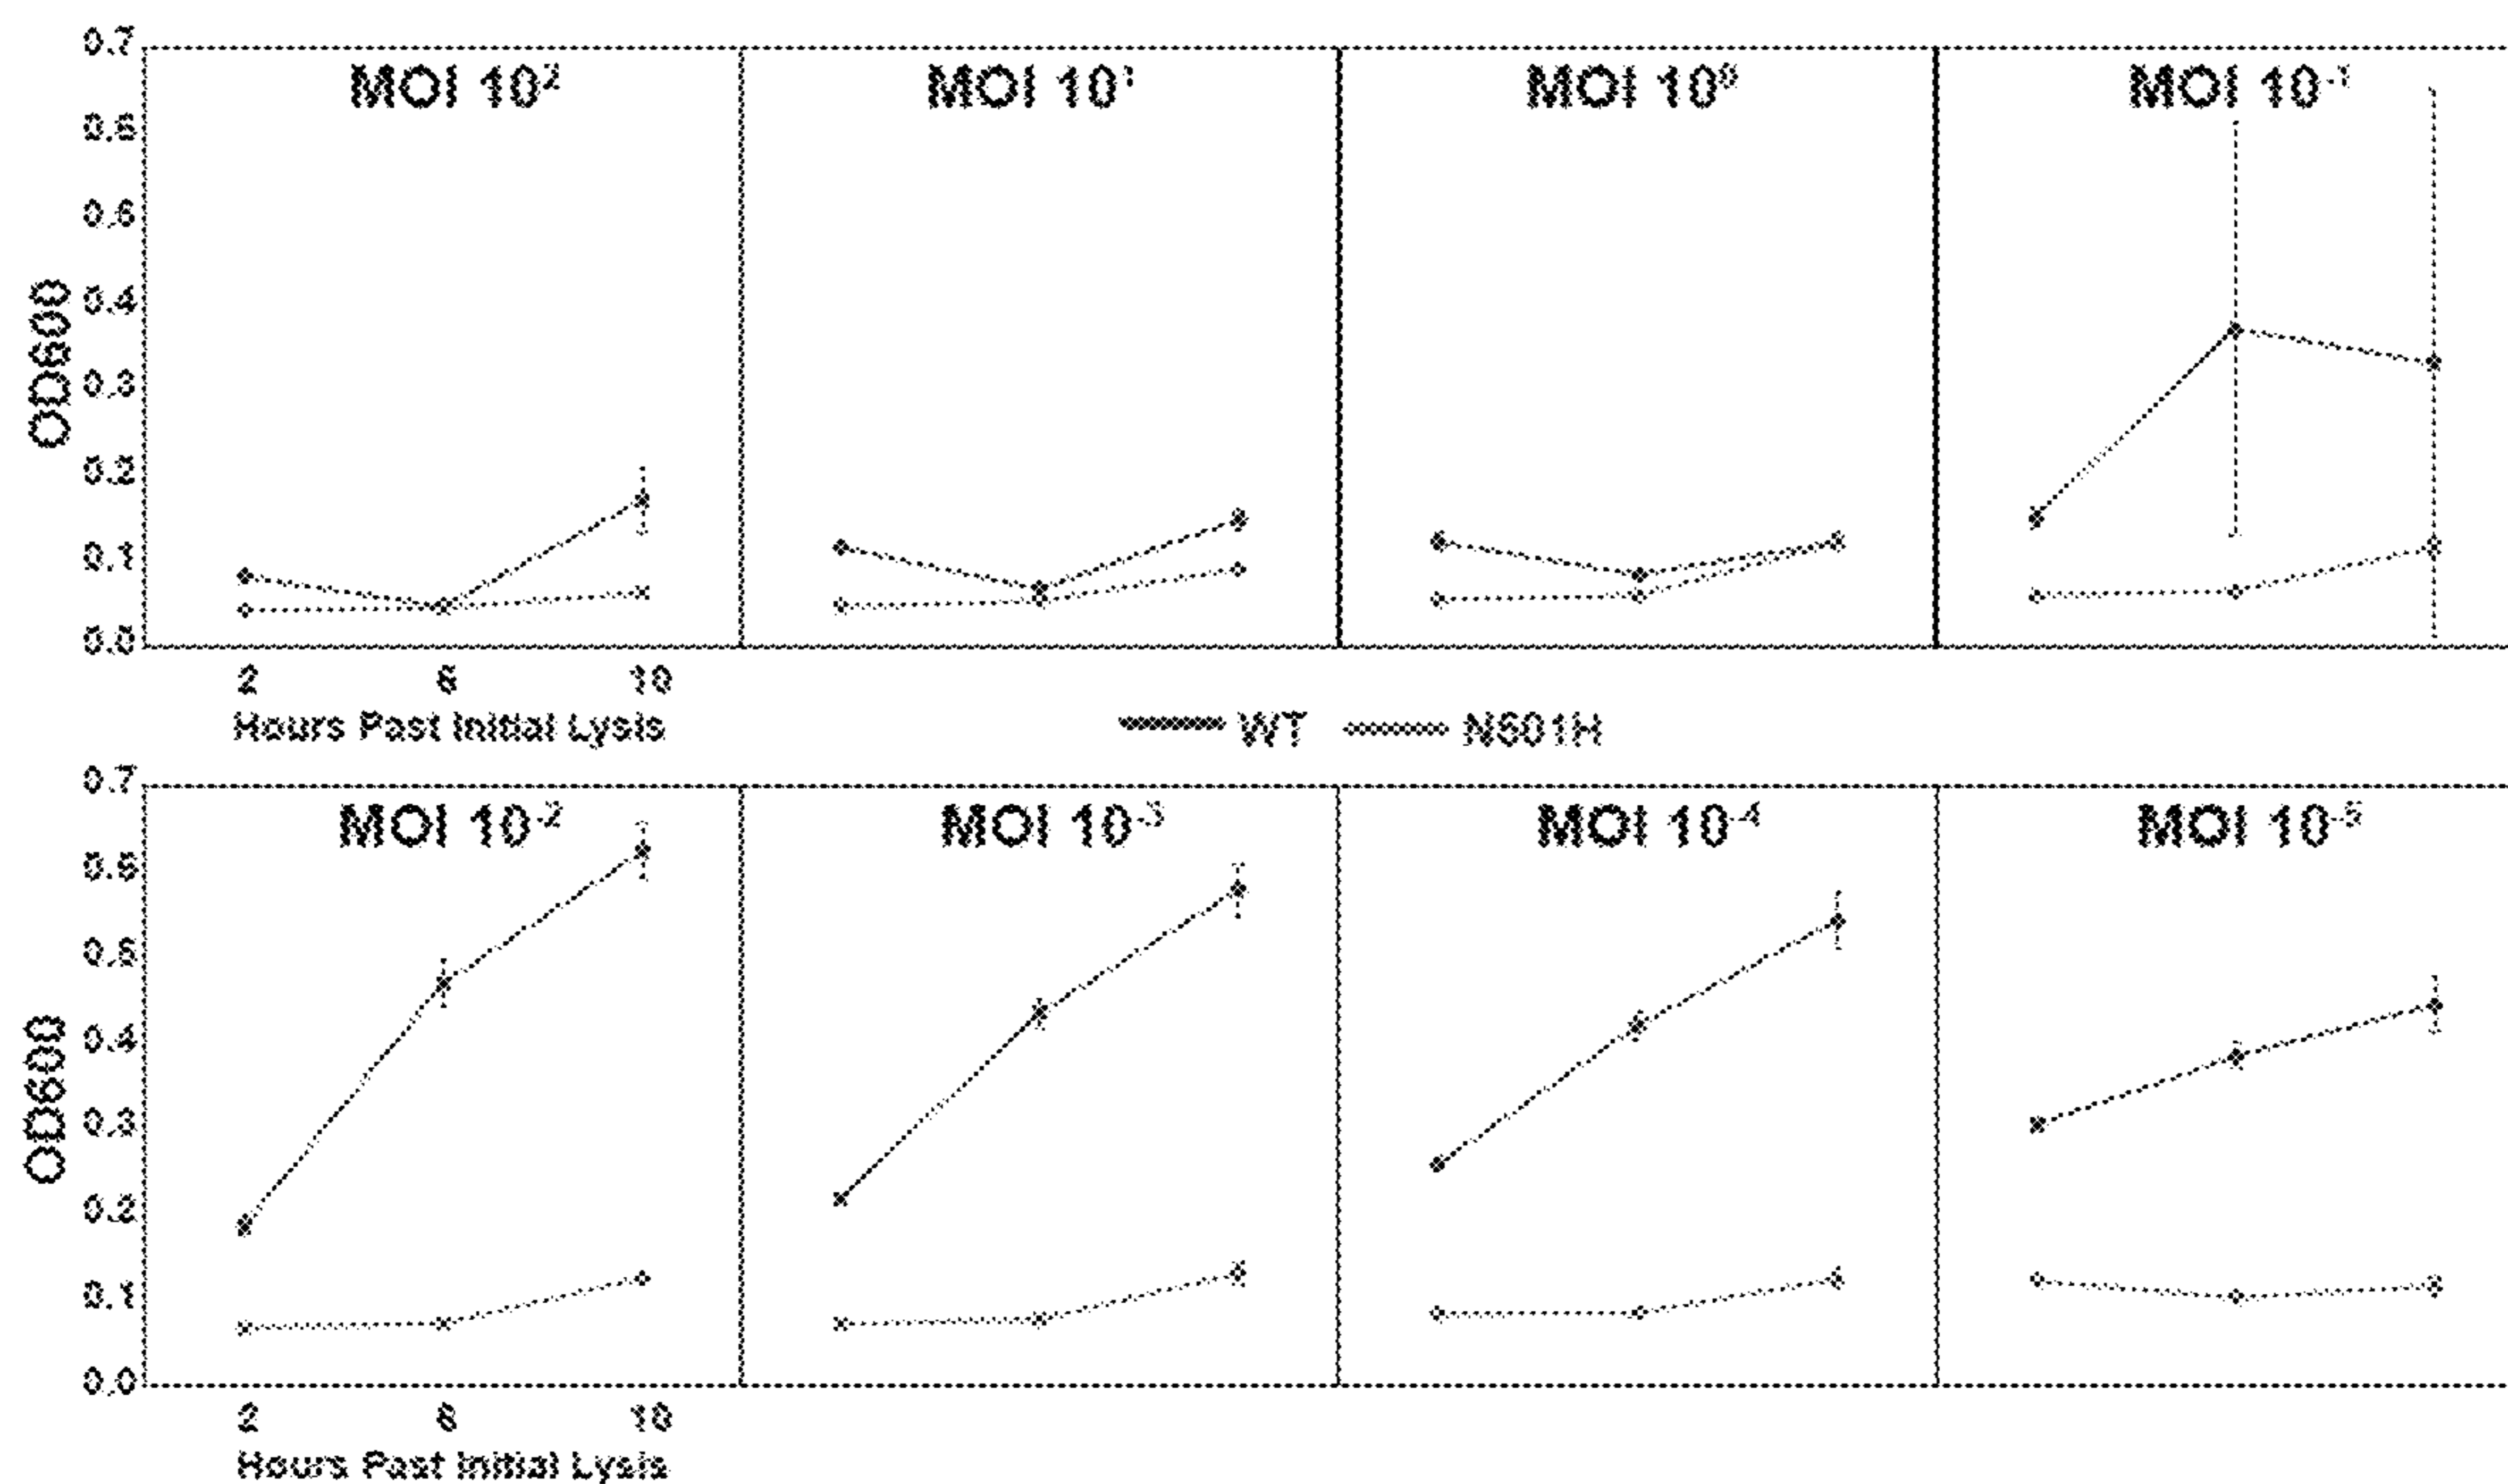 0.7
MOI 10² MOI 10¹ MOI 10⁰ MOI 10⁻¹
0.6
0.5
OD600
0.4
0.3
0.2
0.1
0.0
2 6 10
Hours Past Initial Lysis
WT NS01H
0.7
MOI 10⁻² MOI 10⁻³ MOI 10⁻⁴ MOI 10⁻⁵
0.6
0.5
OD600
0.4
0.3
0.2
0.1
0.0
2 6 10
Hours Past Initial Lysis